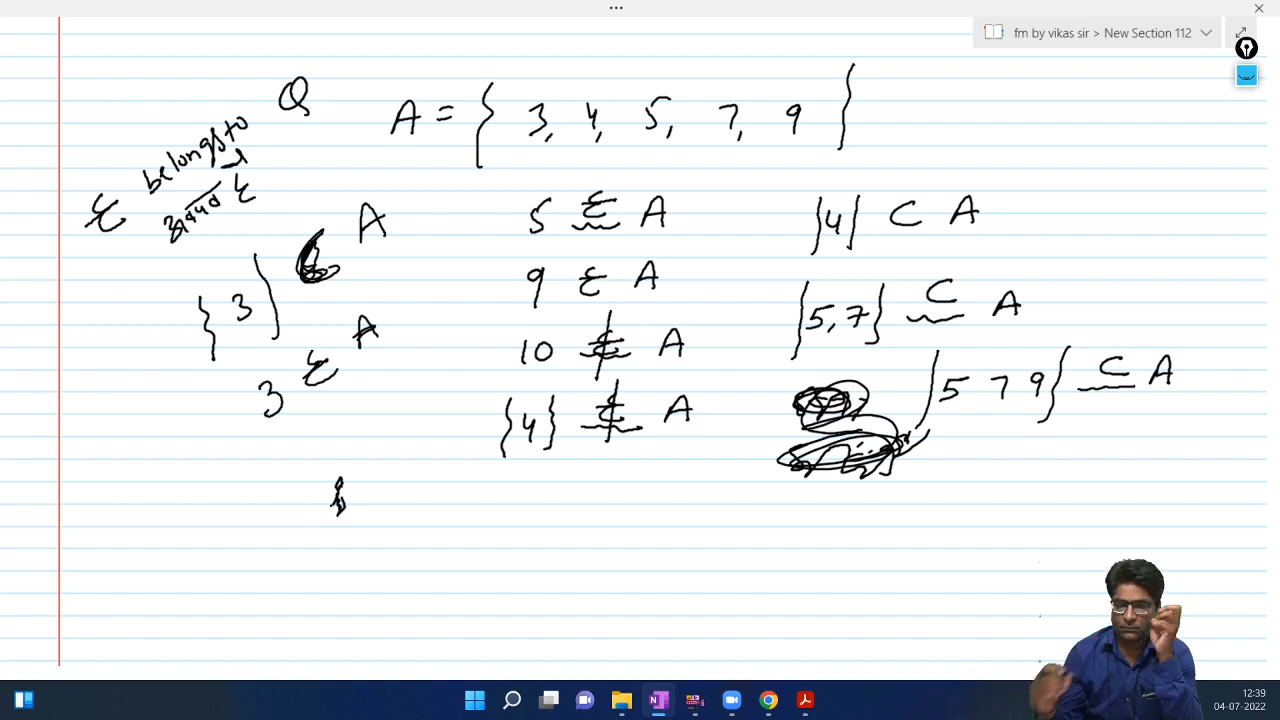 ...
fm by vikas sir > New Section 112
Q
A = { 3, 4, 5, 7, 9 }
belongs to
Ɛ
Ɛ
5 Ɛ A
{4} ⊂ A
A
9 Ɛ A
{3}
{5, 7} ⊂ A
10 ∉ A
A
Ɛ
3
{5 7 9} ⊂ A
{4} ∉ A
12:39
04-07-2022